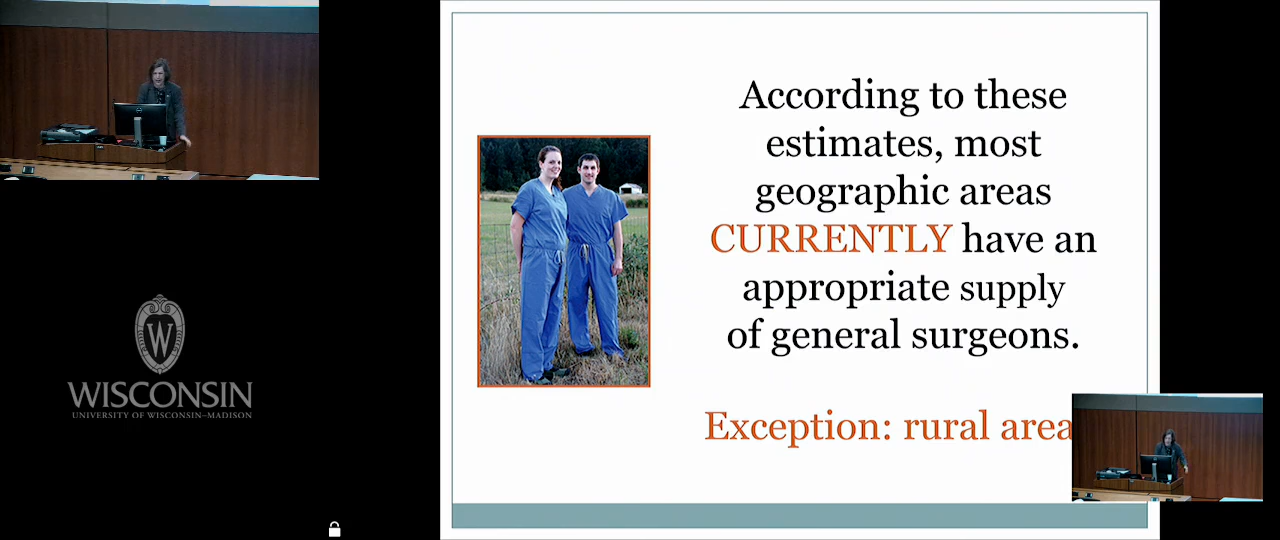 According to these
estimates, most
geographic areas
CURRENTLY have an
appropriate supply
of general surgeons.
Exception: rural area
W
WISCONSIN
UNIVERSITY OF WISCONSIN–MADISON